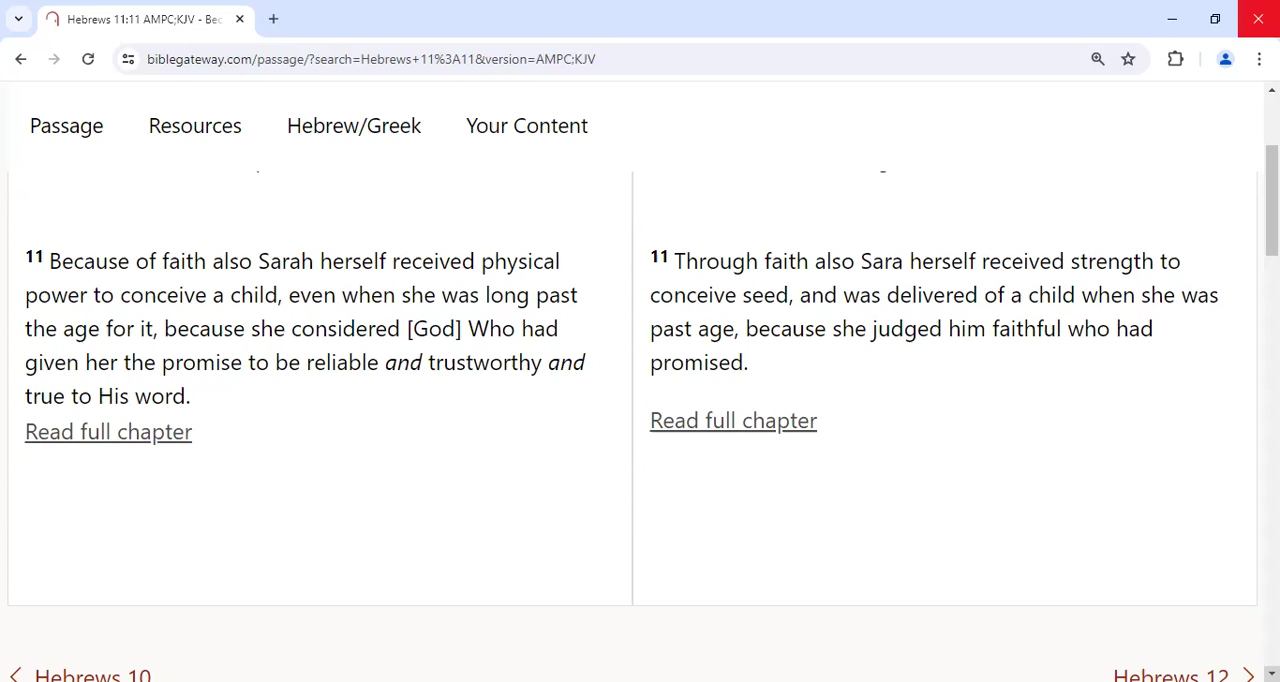 Hebrews 11:11 AMPC;KJV - Bec
biblegateway.com/passage/?search=Hebrews+11%3A11&version=AMPC;KJV
Passage Resources Hebrew/Greek Your Content
11 Because of faith also Sarah herself received physical
power to conceive a child, even when she was long past
the age for it, because she considered [God] Who had
given her the promise to be reliable and trustworthy and
true to His word.
Read full chapter
11 Through faith also Sara herself received strength to
conceive seed, and was delivered of a child when she was
past age, because she judged him faithful who had
promised.
Read full chapter
Hebrews 10
Hebrews 12